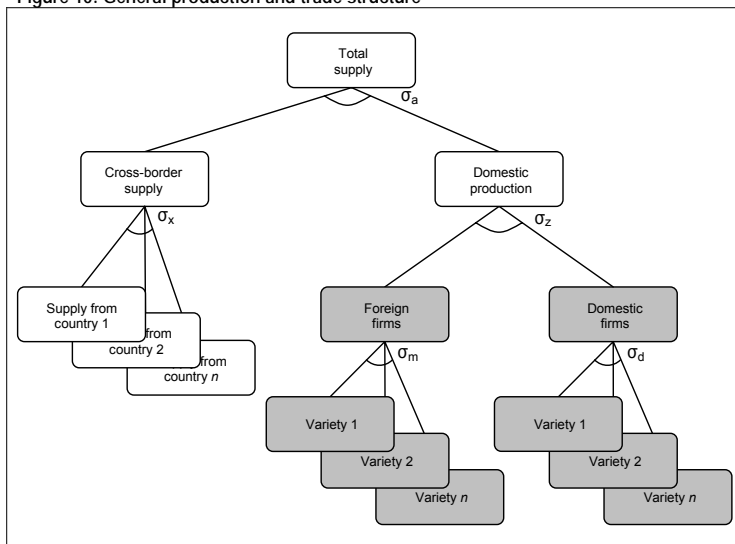 Figure General production and trade structure
Total
supply
σa
Cross-border
supply
σx
Domestic
production
σz
Supply from
country 1
from
country 2
from
country n
Foreign
firms
σm
Domestic
firms
σd
Variety 1
Variety 2
Variety n
Variety 1
Variety 2
Variety n